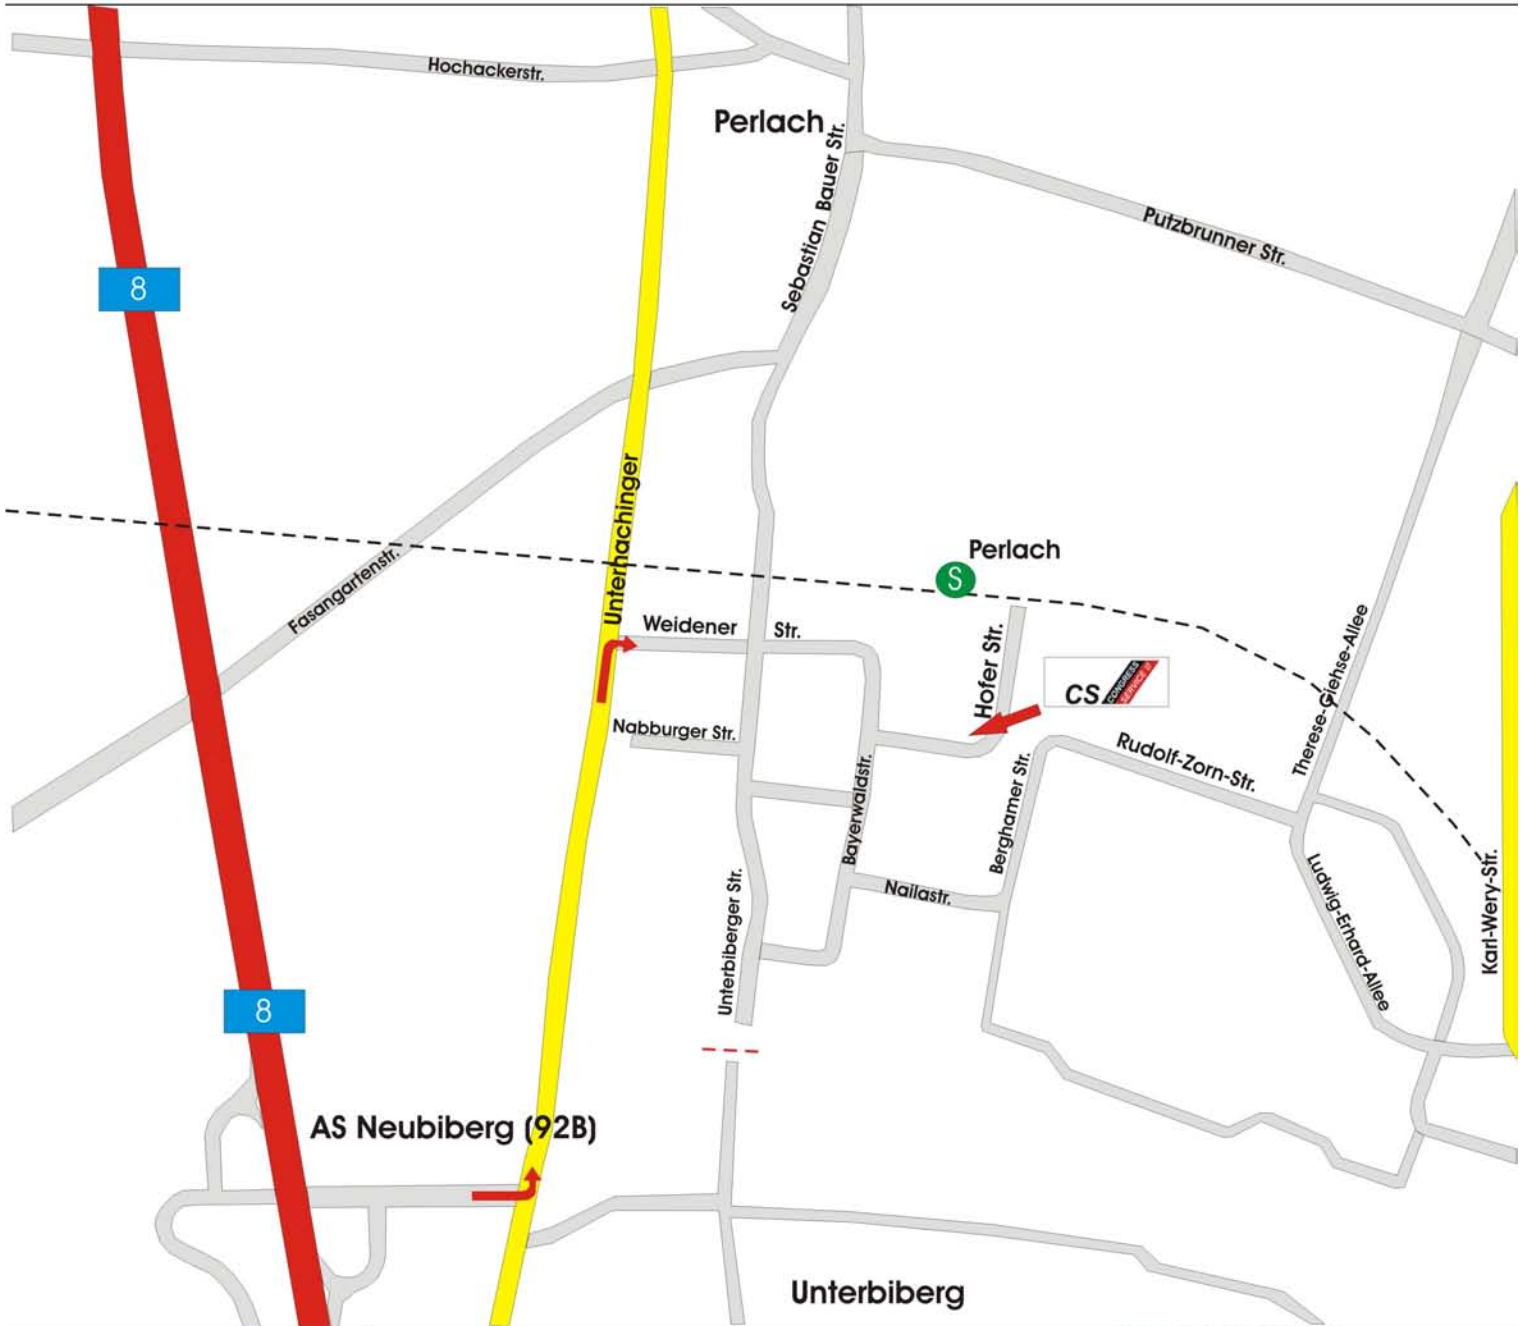 Hochackerstr.
Perlach
Sebastian Bauer Str.
Putzbrunner Str.
8
Unterhachinger
Fasangartenstr.
Perlach
S
Weidener Str.
Hofer Str.
CS CONGRESS
Therese-Giehse-Allee
Nabburger Str.
Rudolf-Zorn-Str.
Bayerwaldstr.
Berghamer Str.
Nailastr.
Unterbiberger Str.
Ludwig-Erhard-Allee
Karl-Wery-Str.
8
AS Neubiberg (92B)
Unterbiberg